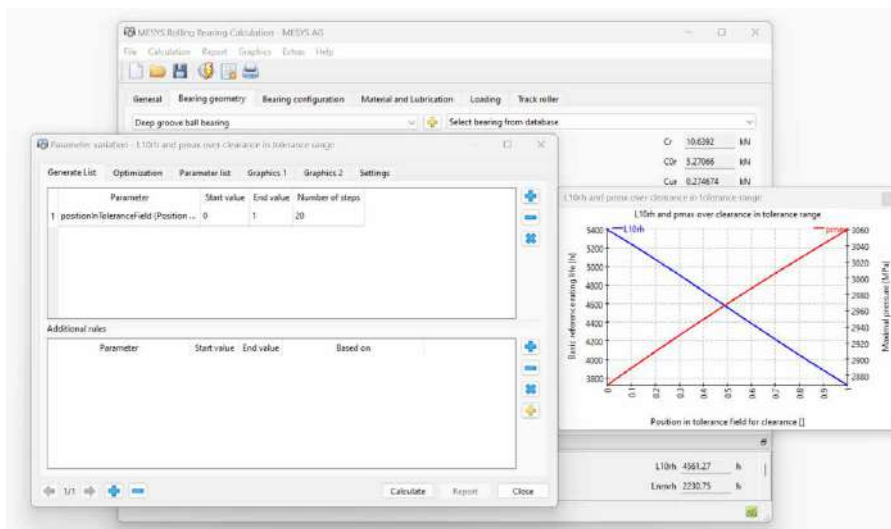 MESYS Rolling Bearing Calculation - MESYS AG
File Calculation Report Graphics Extras Help
General Bearing geometry Bearing configuration Material and Lubrication Loading Track roller
Deep groove ball bearing Select bearing from database
Cr 10.6392 kN
C0r 5.27066 kN
Cur 0.274674 kN
Parameter variation - L10rh and pmax over clearance in tolerance range
Generate List Optimization Parameter list Graphics 1 Graphics 2 Settings
Parameter Start value End value Number of steps
1 positionInToleranceField (Position ... 0 1 20
Additional rules
Parameter Start value End value Based on
1/1
Calculate Report Close
L10rh and pmax over clearance in tolerance range
L10rh and pmax over clearance in tolerance range
L10rh pmax
5400 5200 5000 4800 4600 4400 4200 4000 3800
Basic reference rating life [h]
3060 3040 3020 3000 2980 2960 2940 2920 2900 2880
Maximal pressure [MPa]
0 0.1 0.2 0.3 0.4 0.5 0.6 0.7 0.8 0.9 1
Position in tolerance field for clearance []
L10rh 4561.27 h
Lnmrh 2230.75 h